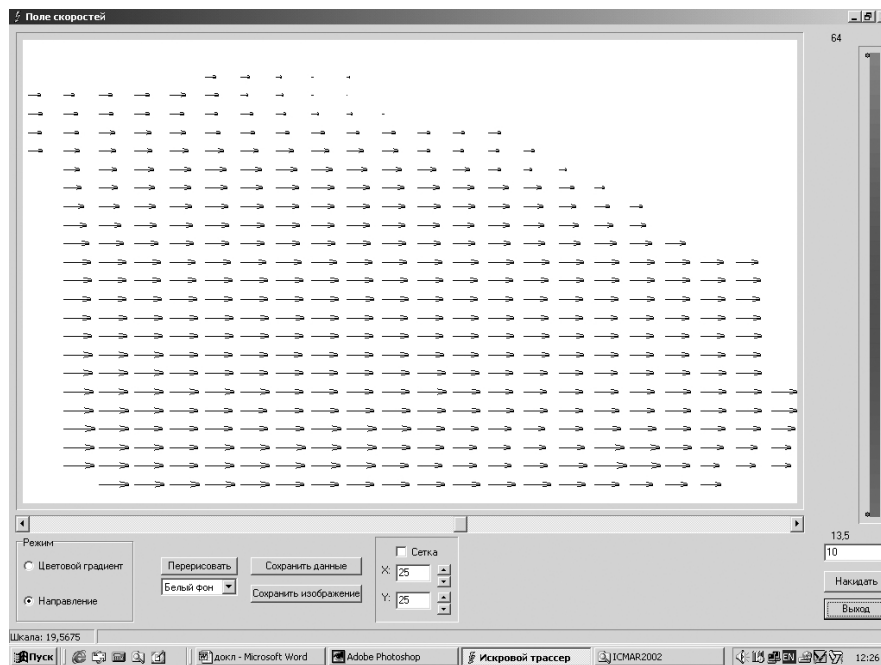 Поле скоростей
64
Режим
Цветовой градиент
Направление
Перерисовать
Белый фон
Сохранить данные
Сохранить изображение
Сетка
X: 25
Y: 25
13,5
10
Накидать
Выход
Шкала: 19,5675
Пуск
докл - Microsoft Word
Adobe Photoshop
Искровой трассер
ICMAR2002
EN
12:26